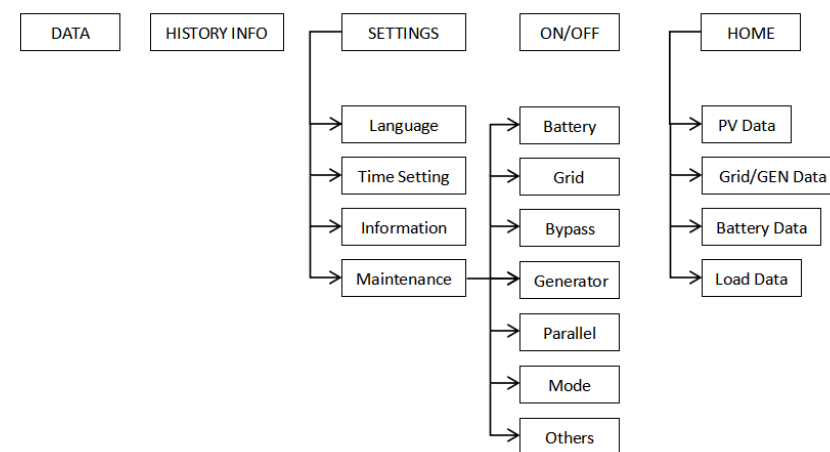 DATA
HISTORY INFO
SETTINGS
ON/OFF
HOME
Language
Time Setting
Information
Maintenance
Battery
Grid
Bypass
Generator
Parallel
Mode
Others
PV Data
Grid/GEN Data
Battery Data
Load Data